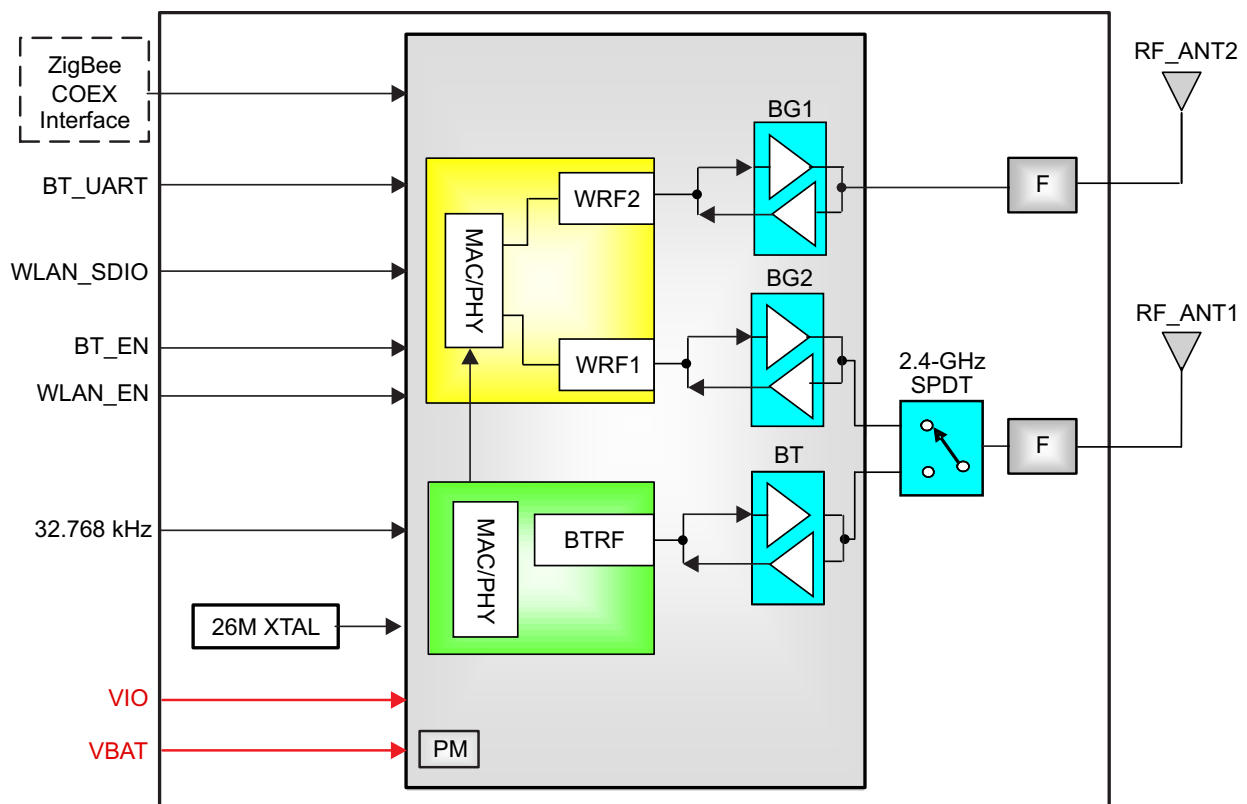 ZigBee
COEX
Interface
BT_UART
WLAN_SDIO
BT_EN
WLAN_EN
32.768 kHz
26M XTAL
VIO
VBAT
PM
MAC/PHY
WRF2
WRF1
MAC/PHY
BTRF
BG1
BG2
BT
2.4-GHz
SPDT
F
F
RF_ANT2
RF_ANT1